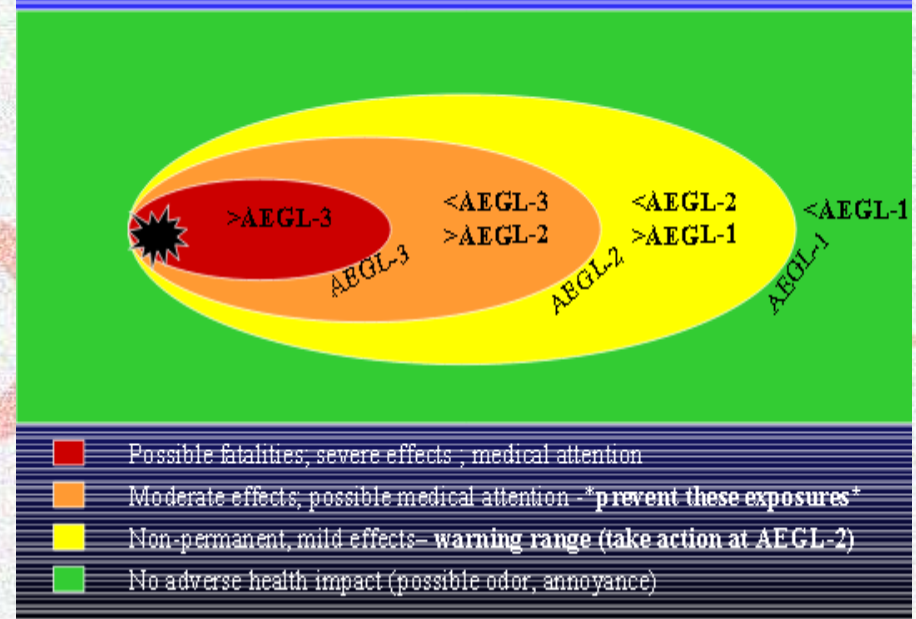 >AEGL-3
<AEGL-3
>AEGL-2
<AEGL-2
>AEGL-1
<AEGL-1
AEGL-3
AEGL-2
AEGL-1
Possible fatalities; severe effects ; medical attention
Moderate effects; possible medical attention -*prevent these exposures*
Non-permanent, mild effects– warning range (take action at AEGL-2)
No adverse health impact (possible odor, annoyance)